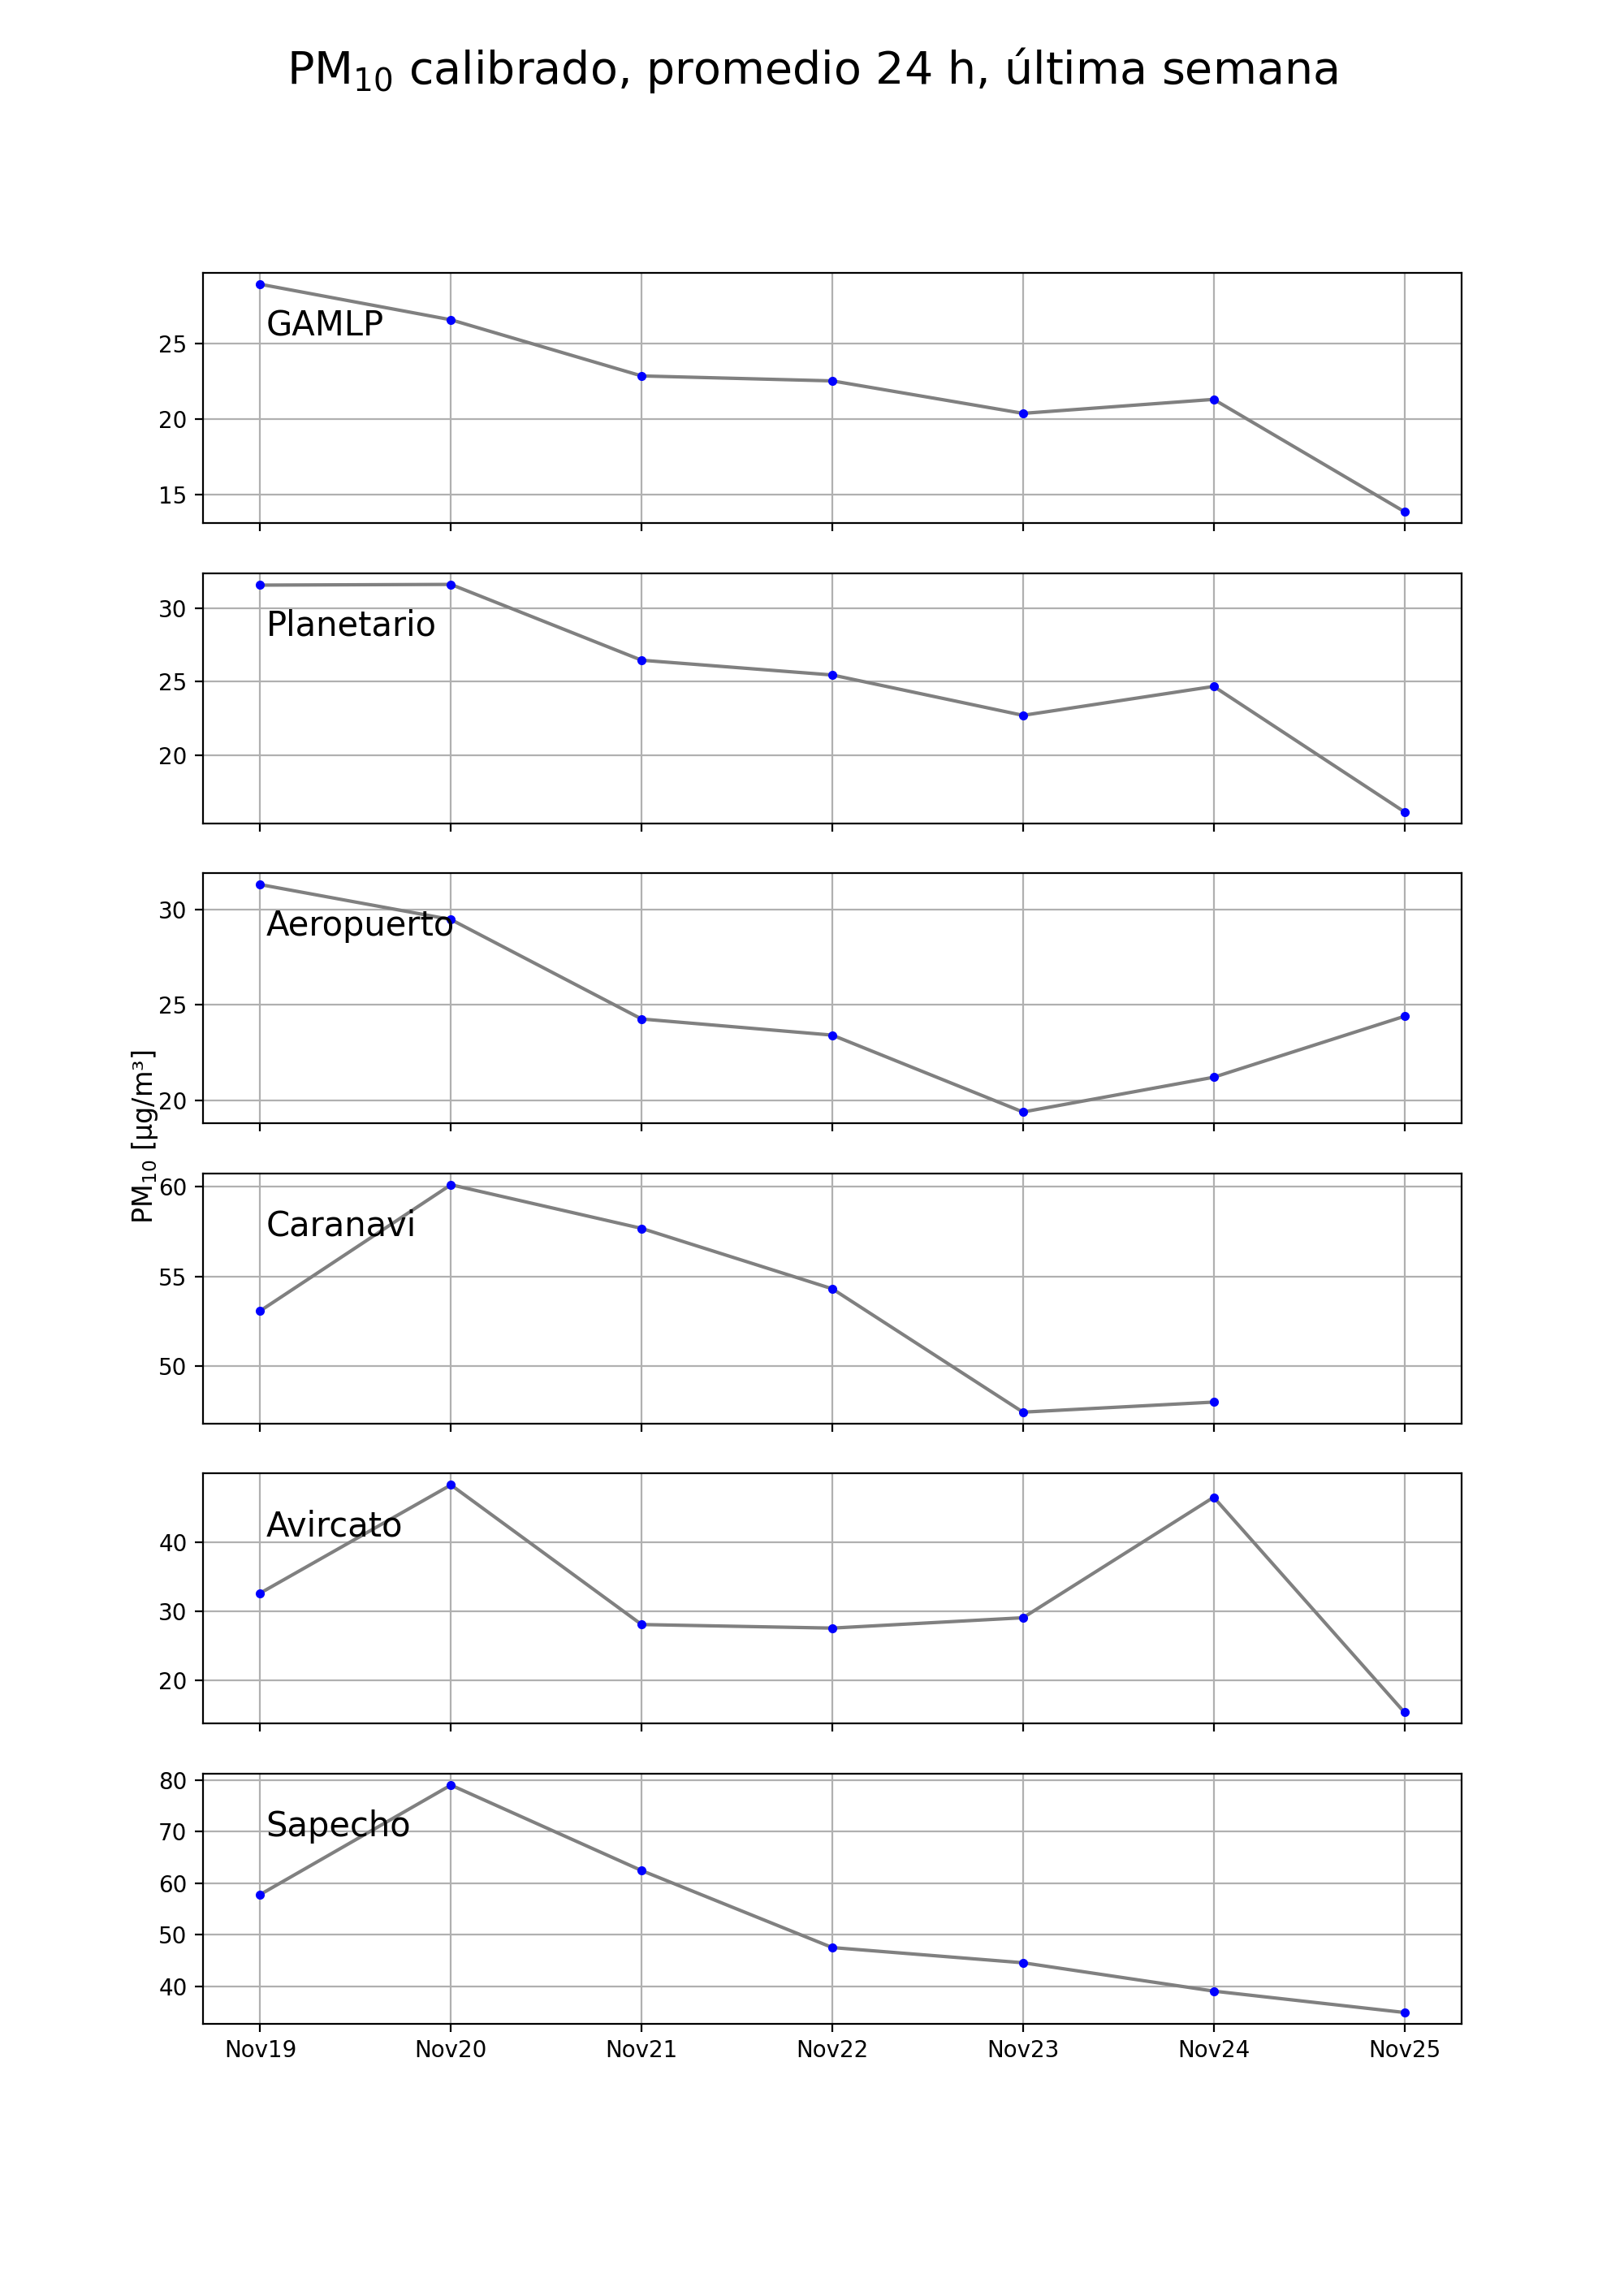 PM₁₀ calibrado, promedio 24 h, última semana
GAMLP
25
20
15
Planetario
30
25
20
Aeropuerto
30
25
20
PM₁₀ [µg/m³]
Caranavi
60
55
50
Avircato
40
30
20
Sapecho
80
70
60
50
40
Nov19 Nov20 Nov21 Nov22 Nov23 Nov24 Nov25